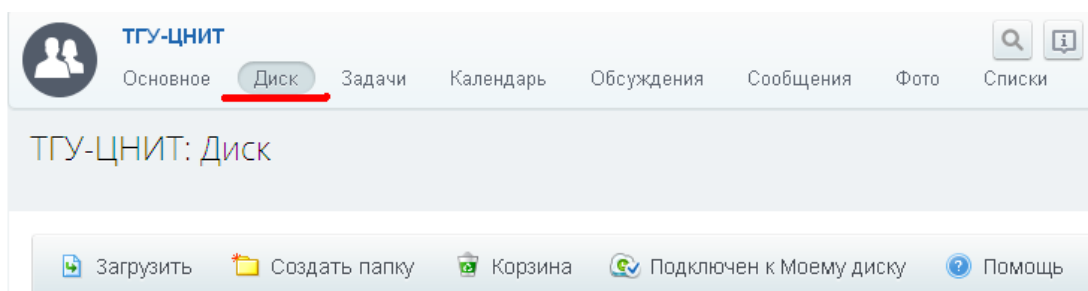 ТГУ-ЦНИТ
Основное Диск Задачи Календарь Обсуждения Сообщения Фото Списки
ТГУ-ЦНИТ: Диск
Загрузить Создать папку Корзина Подключен к Моему диску Помощь